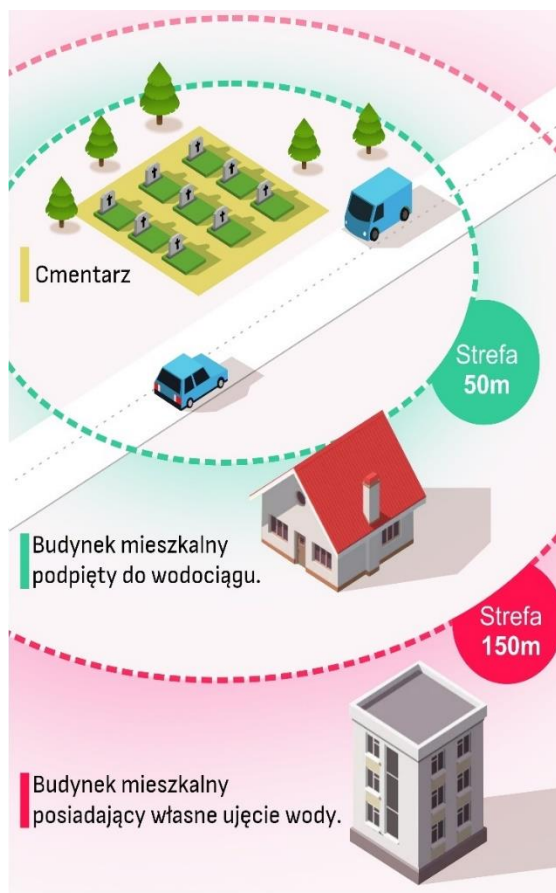 Cmentarz
Strefa
50m
Budynek mieszkalny
podpięty do wodociągu.
Strefa
150m
Budynek mieszkalny
posiadający własne ujęcie wody.